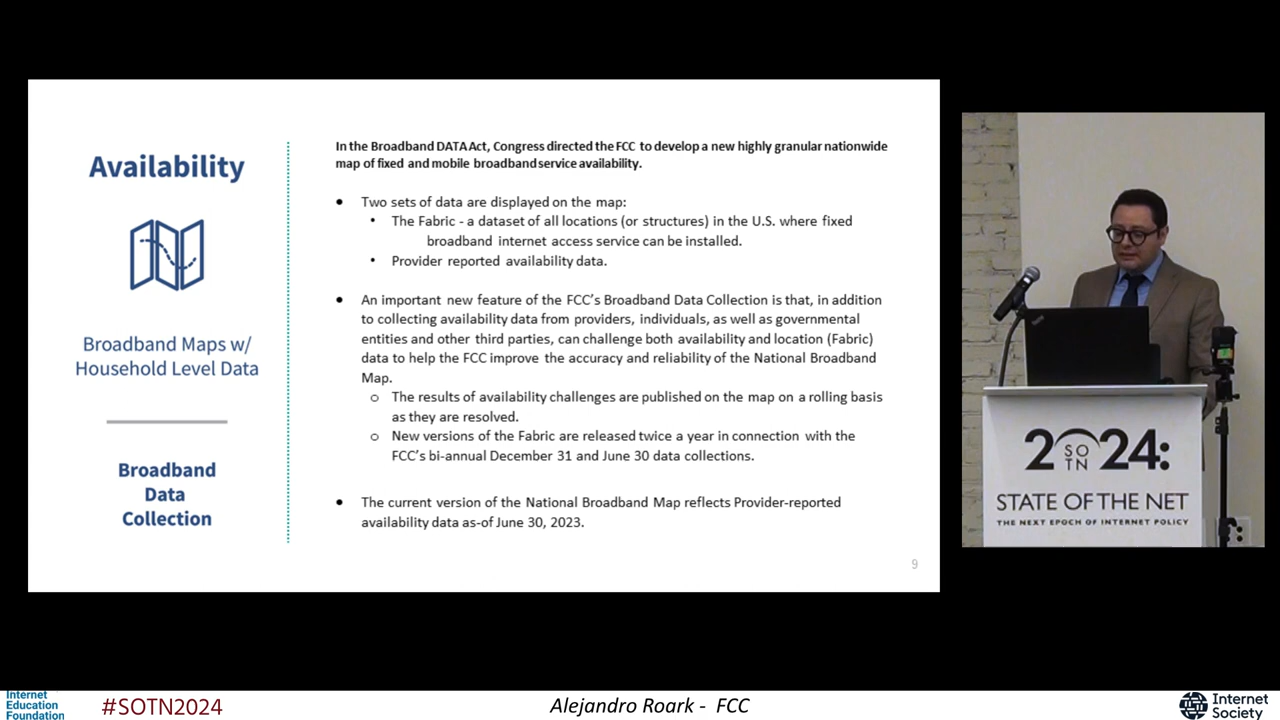 Availability
Broadband Maps w/
Household Level Data
Broadband
Data
Collection
In the Broadband DATA Act, Congress directed the FCC to develop a new highly granular nationwide
map of fixed and mobile broadband service availability.
• Two sets of data are displayed on the map:
• The Fabric - a dataset of all locations (or structures) in the U.S. where fixed
broadband internet access service can be installed.
• Provider reported availability data.
• An important new feature of the FCC's Broadband Data Collection is that, in addition
to collecting availability data from providers, individuals, as well as governmental
entities and other third parties, can challenge both availability and location (Fabric)
data to help the FCC improve the accuracy and reliability of the National Broadband
Map.
o The results of availability challenges are published on the map on a rolling basis
as they are resolved.
o New versions of the Fabric are released twice a year in connection with the
FCC's bi-annual December 31 and June 30 data collections.
• The current version of the National Broadband Map reflects Provider-reported
availability data as-of June 30, 2023.
9
2024:
SO
TN
STATE OF THE NET
THE NEXT EPOCH OF INTERNET POLICY
Internet
Education
Foundation
#SOTN2024
Alejandro Roark - FCC
Internet
Society